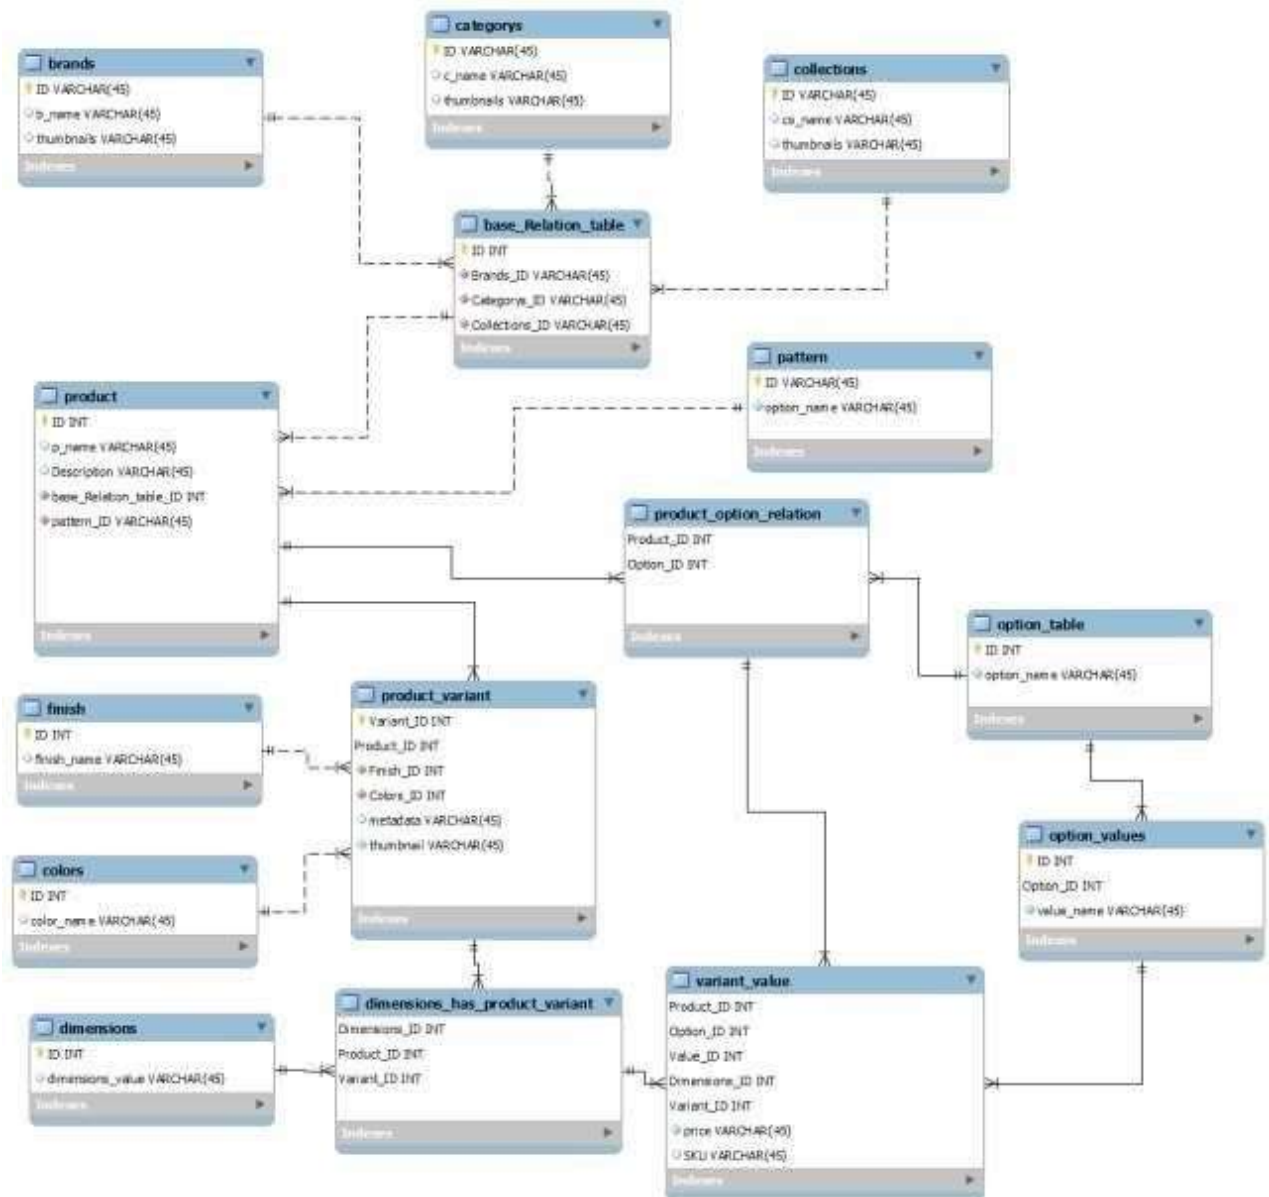 categorys
ID VARCHAR(45)
c_name VARCHAR(45)
thumbnails VARCHAR(45)
Indexes
brands
ID VARCHAR(45)
b_name VARCHAR(45)
thumbnails VARCHAR(45)
Indexes
collections
ID VARCHAR(45)
co_name VARCHAR(45)
thumbnails VARCHAR(45)
Indexes
base_Relation_table
ID INT
Brands_ID VARCHAR(45)
Categorys_ID VARCHAR(45)
Collections_ID VARCHAR(45)
Indexes
pattern
ID VARCHAR(45)
option_name VARCHAR(45)
Indexes
product
ID INT
p_name VARCHAR(45)
Description VARCHAR(45)
base_Relation_table_ID INT
pattern_ID VARCHAR(45)
Indexes
product_option_relation
Product_ID INT
Option_ID INT
Indexes
option_table
ID INT
option_name VARCHAR(45)
Indexes
finish
ID INT
finish_name VARCHAR(45)
Indexes
product_variant
Variant_ID INT
Product_ID INT
Finish_ID INT
Colors_ID INT
metadata VARCHAR(45)
thumbnail VARCHAR(45)
Indexes
colors
ID INT
color_name VARCHAR(45)
Indexes
option_values
ID INT
Option_ID INT
value_name VARCHAR(45)
Indexes
dimensions
ID INT
dimensions_value VARCHAR(45)
Indexes
dimensions_has_product_variant
Dimensions_ID INT
Product_ID INT
Variant_ID INT
Indexes
variant_value
Product_ID INT
Option_ID INT
Value_ID INT
Dimensions_ID INT
Variant_ID INT
price VARCHAR(45)
SKU VARCHAR(45)
Indexes